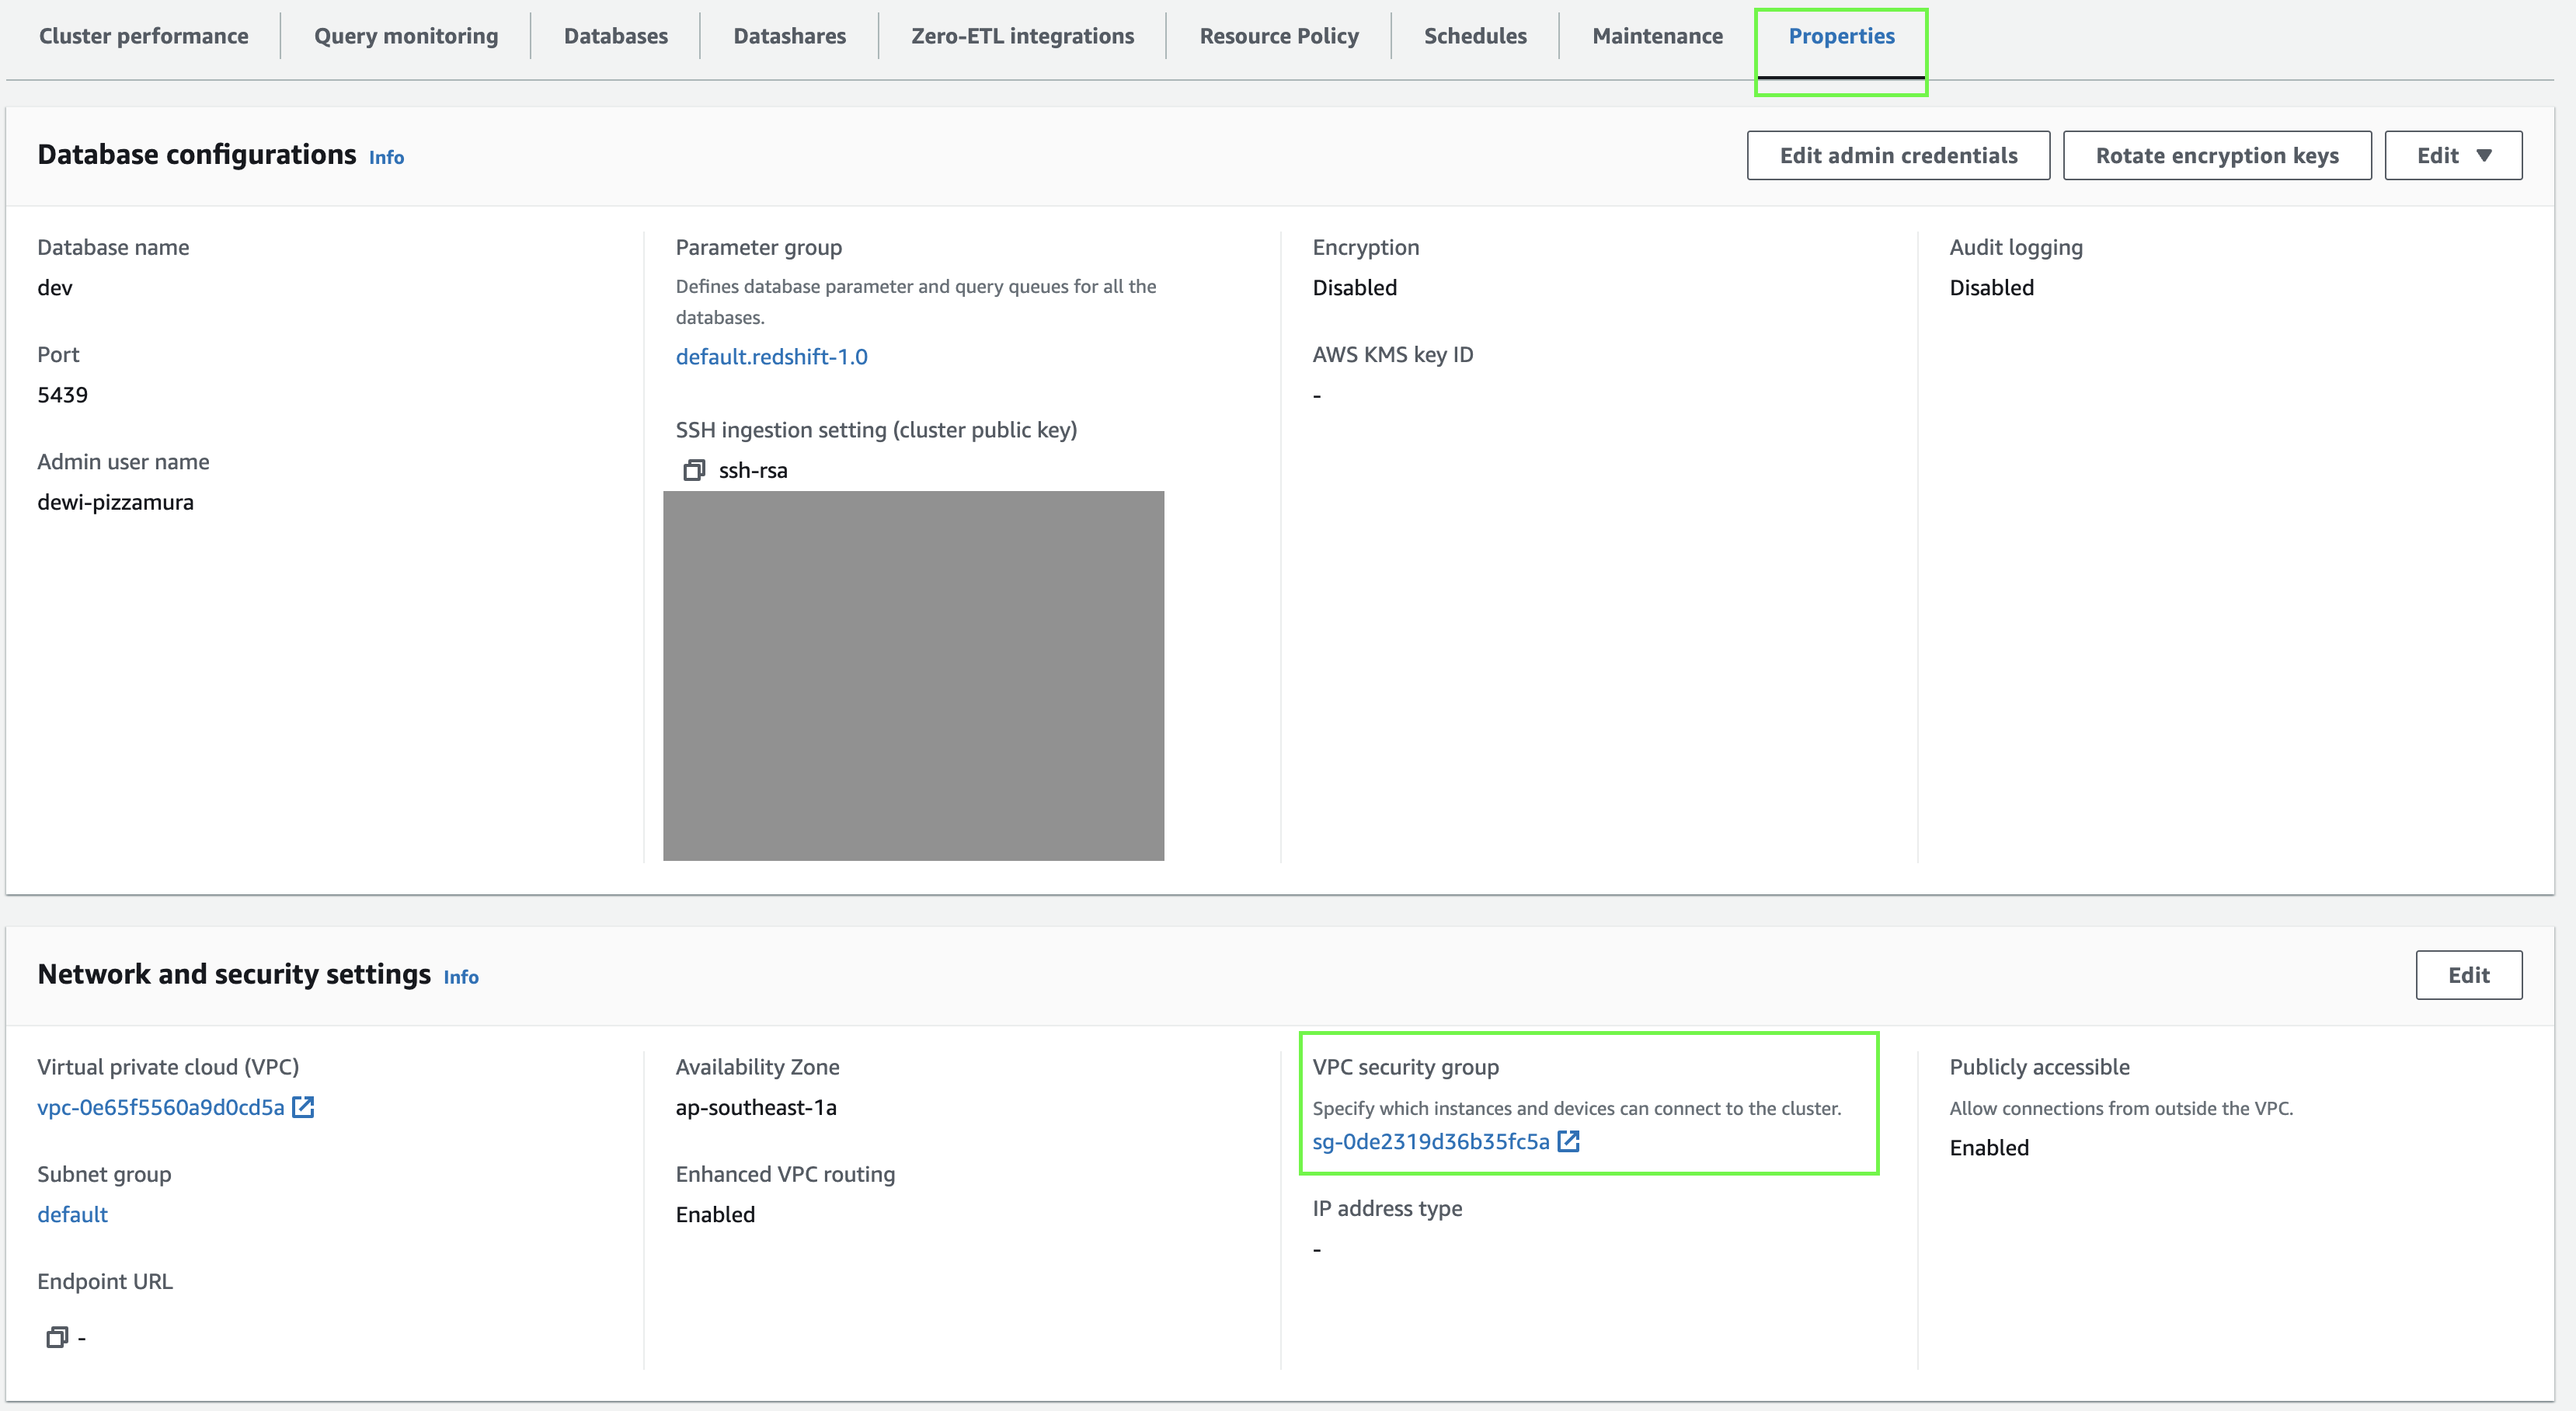 Cluster performance
Query monitoring
Databases
Datashares
Zero-ETL integrations
Resource Policy
Schedules
Maintenance
Properties
Database configurations Info
Edit admin credentials
Rotate encryption keys
Edit
Database name
dev
Port
5439
Admin user name
dewi-pizzamura
Parameter group
Defines database parameter and query queues for all the
databases.
default.redshift-1.0
SSH ingestion setting (cluster public key)
ssh-rsa
Encryption
Disabled
AWS KMS key ID
-
Audit logging
Disabled
Network and security settings Info
Edit
Virtual private cloud (VPC)
vpc-0e65f5560a9d0cd5a
Subnet group
default
Endpoint URL
-
Availability Zone
ap-southeast-1a
Enhanced VPC routing
Enabled
VPC security group
Specify which instances and devices can connect to the cluster.
sg-0de2319d36b35fc5a
IP address type
-
Publicly accessible
Allow connections from outside the VPC.
Enabled